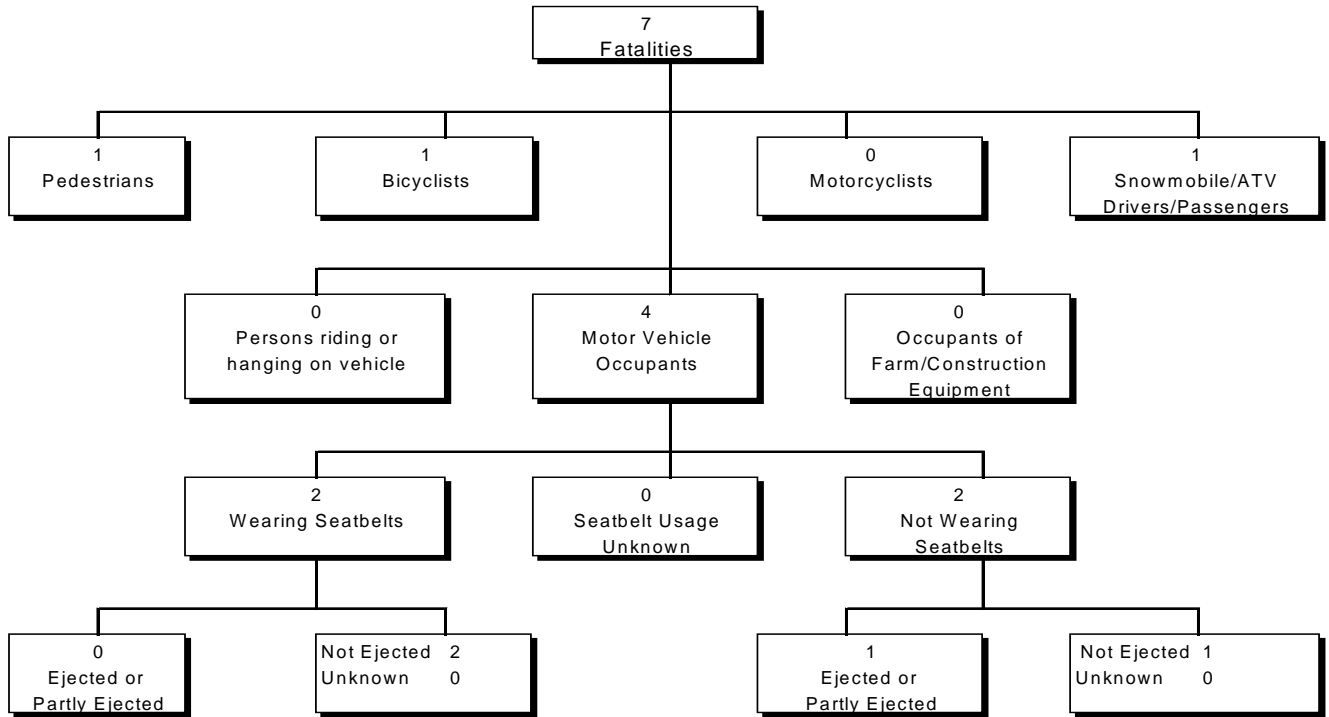 7
Fatalities
1
Pedestrians
1
Bicyclists
0
Motorcyclists
1
Snowmobile/ATV
Drivers/Passengers
0
Persons riding or
hanging on vehicle
4
Motor Vehicle
Occupants
0
Occupants of
Farm/Construction
Equipment
2
Wearing Seatbelts
0
Seatbelt Usage
Unknown
2
Not Wearing
Seatbelts
0
Ejected or
Partly Ejected
Not Ejected 2
Unknown 0
1
Ejected or
Partly Ejected
Not Ejected 1
Unknown 0